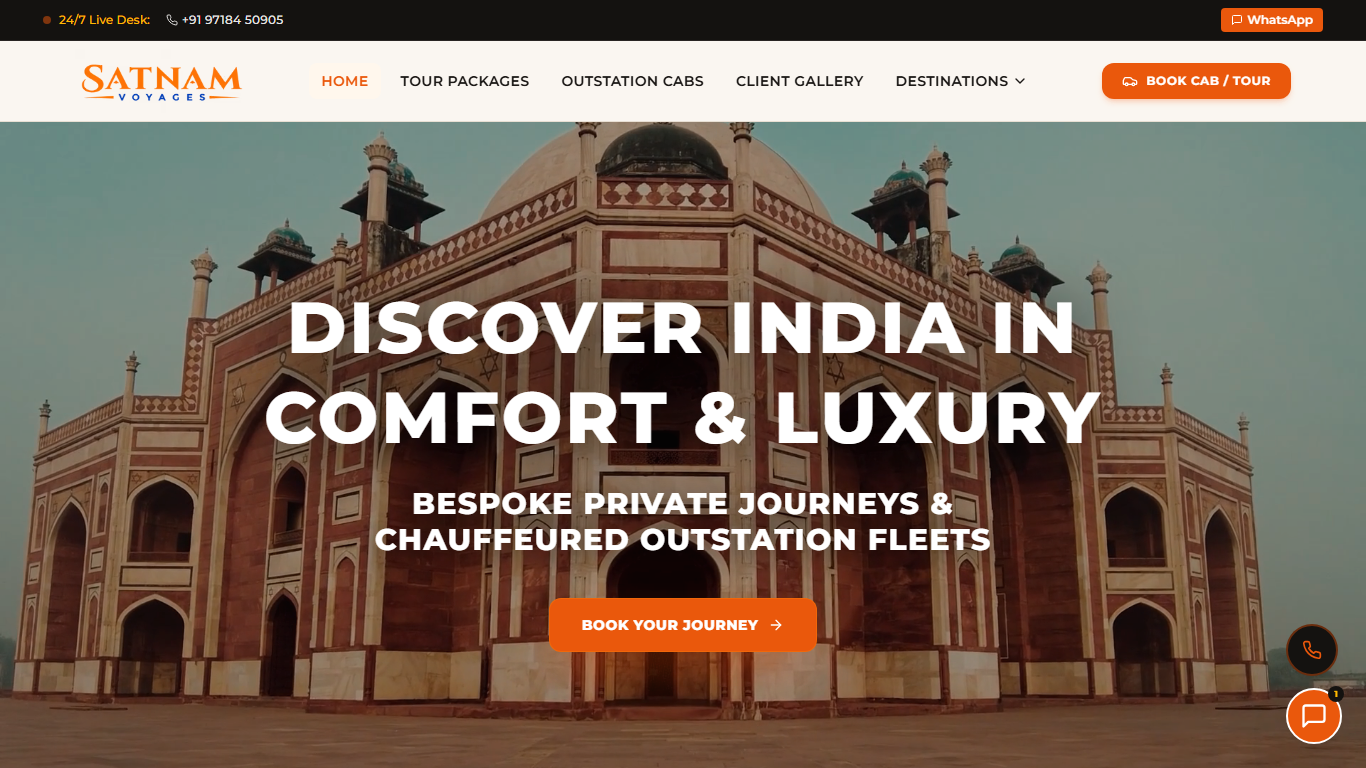 24/7 Live Desk: +91 97184 50905
WhatsApp
SATNAM
VOYAGES
HOME
TOUR PACKAGES
OUTSTATION CABS
CLIENT GALLERY
DESTINATIONS
BOOK CAB / TOUR
DISCOVER INDIA IN
COMFORT & LUXURY
BESPOKE PRIVATE JOURNEYS &
CHAUFFEURED OUTSTATION FLEETS
BOOK YOUR JOURNEY
1